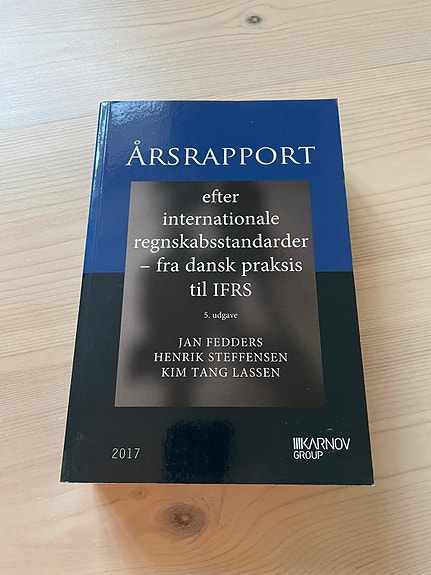 ÅRSRAPPORT
efter
internationale
regnskabsstandarder
– fra dansk praksis
til IFRS
5. udgave
JAN FEDDERS
HENRIK STEFFENSEN
KIM TANG LASSEN
2017
KARNOV
GROUP